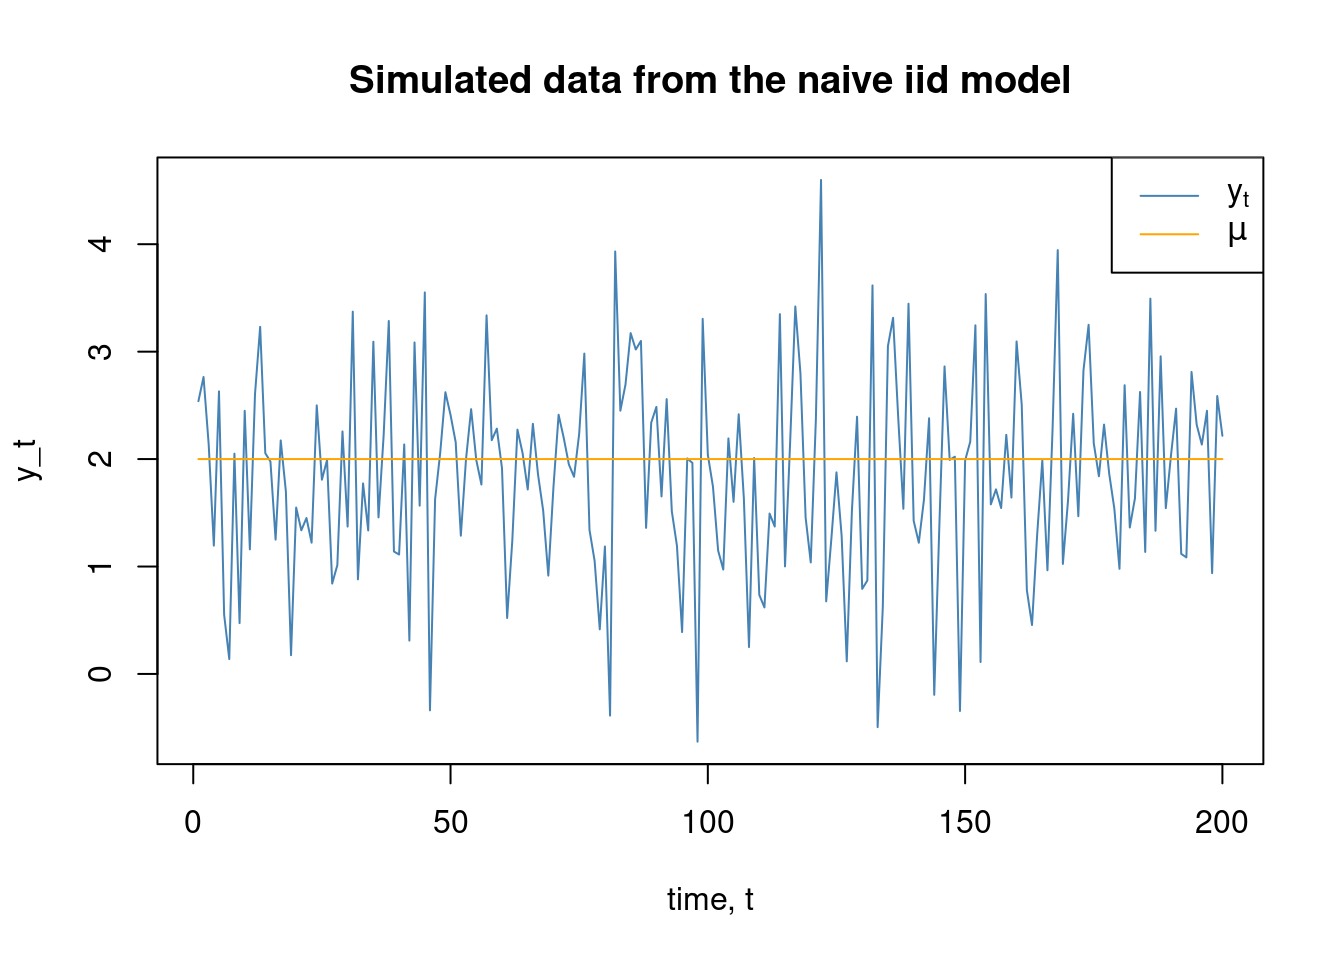 Simulated data from the naive iid model
y_t
4
3
2
1
0
yₜ
μ
0 50 100 150 200
time, t